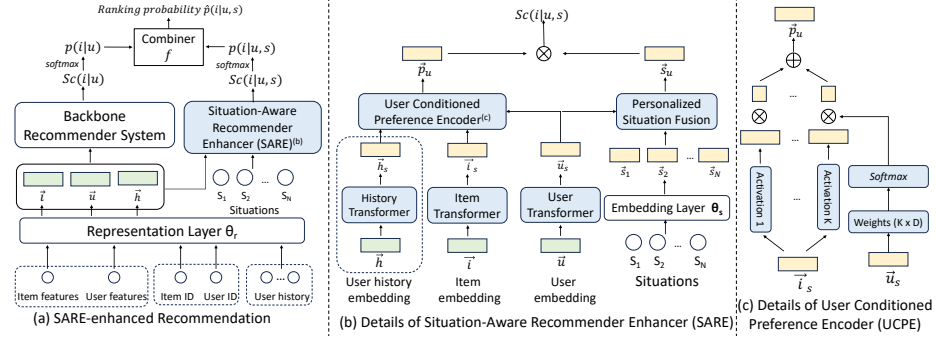 Ranking probability p̂(i|u, s)
Combiner
f
p(i|u)
p(i|u, s)
softmax
softmax
Sc(i|u)
Sc(i|u, s)
Backbone
Recommender System
Situation-Aware
Recommender
Enhancer (SARE)(b)
i⃗
u⃗
h⃗
S1 S2 ... SN
Situations
Representation Layer θr
Item features
User features
Item ID
User ID
...
User history
(a) SARE-enhanced Recommendation
Sc(i|u, s)
p⃗u
⊗
s⃗u
User Conditioned
Preference Encoder(c)
Personalized
Situation Fusion
h⃗s
i⃗s
u⃗s
s⃗1
s⃗2
...
s⃗N
History
Transformer
Item
Transformer
User
Transformer
Embedding Layer θs
h⃗
i⃗
u⃗
S1 S2 ... SN
User history
embedding
Item
embedding
User
embedding
Situations
(b) Details of Situation-Aware Recommender Enhancer (SARE)
p⃗u
⊕
...
⊗
⊗
...
Activation 1
...
Activation K
Softmax
Weights (K x D)
i⃗s
u⃗s
(c) Details of User Conditioned
Preference Encoder (UCPE)